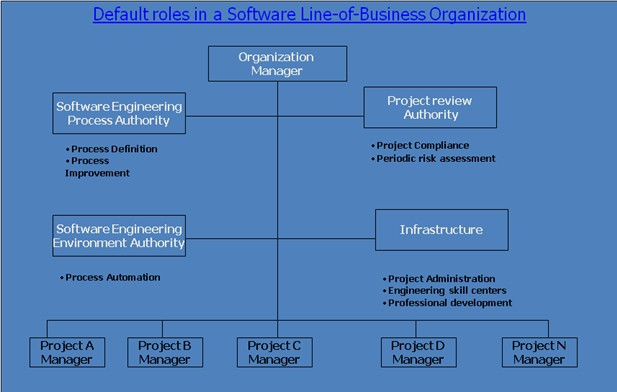 Default roles in a Software Line-of-Business Organization
Organization
Manager
Software Engineering
Process Authority
Project review
Authority
• Process Definition
• Process
Improvement
• Project Compliance
• Periodic risk assessment
Software Engineering
Environment Authority
Infrastructure
• Process Automation
• Project Administration
• Engineering skill centers
• Professional development
Project A
Manager
Project B
Manager
Project C
Manager
Project D
Manager
Project N
Manager